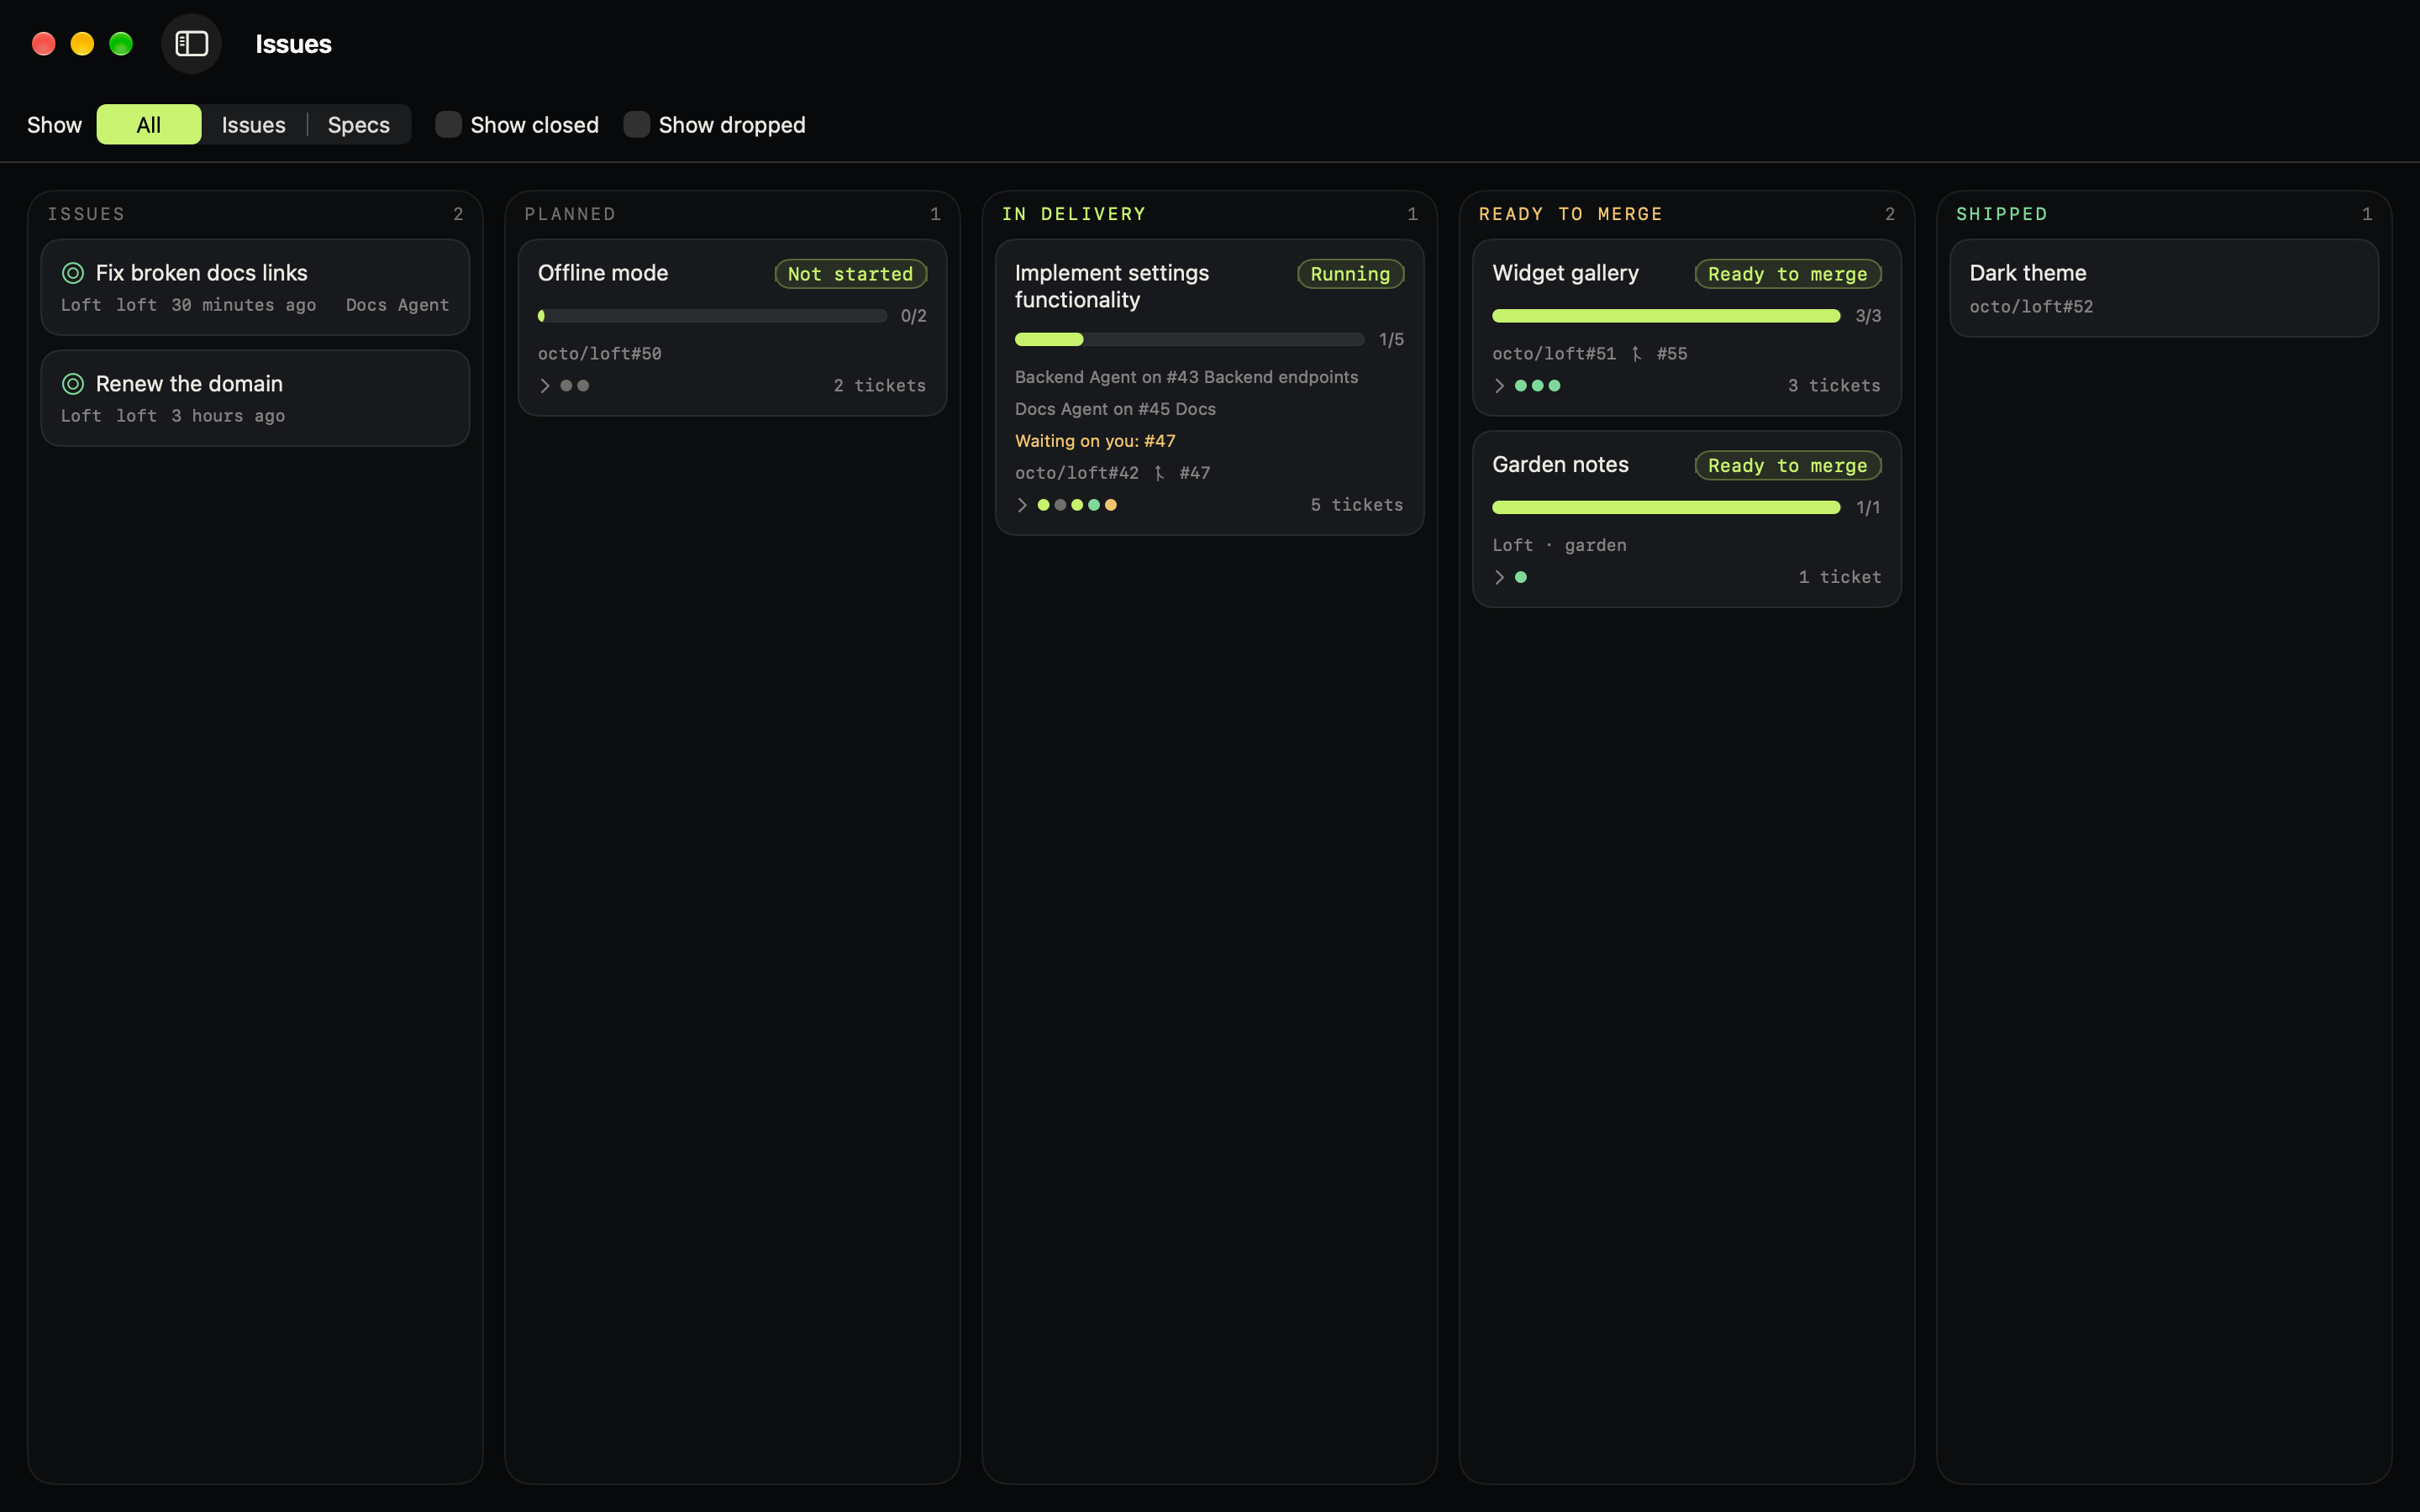 Issues
Show All Issues Specs Show closed Show dropped
ISSUES 2
Fix broken docs links
Loft loft 30 minutes ago Docs Agent
Renew the domain
Loft loft 3 hours ago
PLANNED 1
Offline mode Not started
0/2
octo/loft#50
2 tickets
IN DELIVERY 1
Implement settings
functionality
Running
1/5
Backend Agent on #43 Backend endpoints
Docs Agent on #45 Docs
Waiting on you: #47
octo/loft#42 #47
5 tickets
READY TO MERGE 2
Widget gallery Ready to merge
3/3
octo/loft#51 #55
3 tickets
Garden notes Ready to merge
1/1
Loft · garden
1 ticket
SHIPPED 1
Dark theme
octo/loft#52